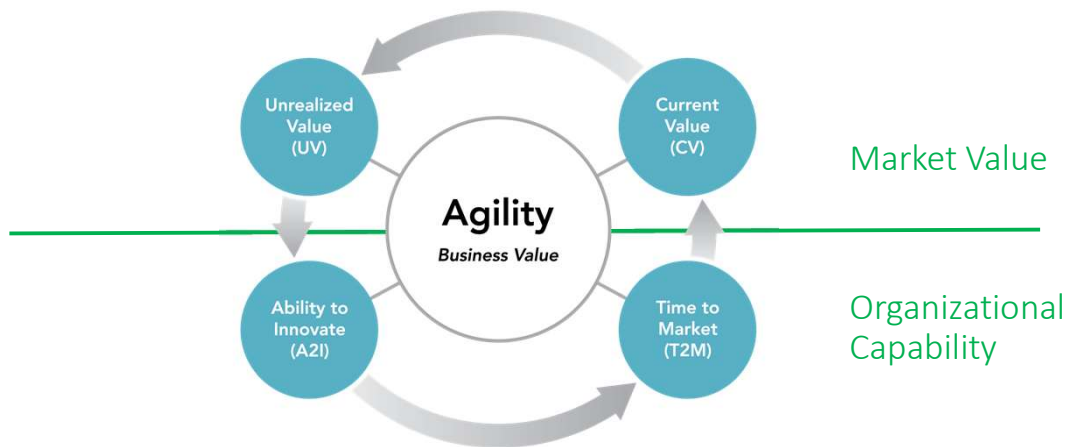 Unrealized
Value
(UV)
Current
Value
(CV)
Market Value
Agility
Business Value
Ability to
Innovate
(A2I)
Time to
Market
(T2M)
Organizational
Capability